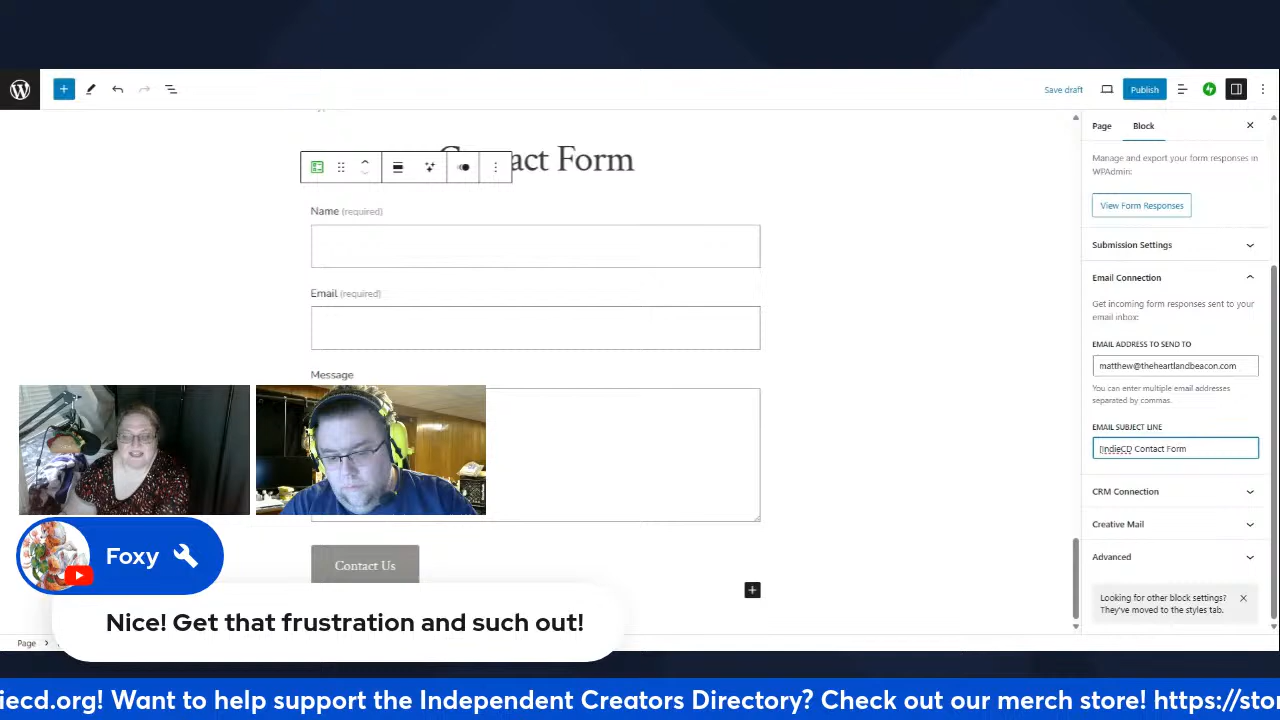 Save draft
Publish
Contact Form
Name (required)
Email (required)
Message
Contact Us
Page
Page
Block
Manage and export your form responses in
WPAdmin:
View Form Responses
Submission Settings
Email Connection
Get incoming form responses sent to your
email inbox:
EMAIL ADDRESS TO SEND TO
matthew@theheartlandbeacon.com
You can enter multiple email addresses
separated by commas.
EMAIL SUBJECT LINE
[IndieCD Contact Form
CRM Connection
Creative Mail
Advanced
Looking for other block settings?
They've moved to the styles tab.
Foxy
Nice! Get that frustration and such out!
iecd.org! Want to help support the Independent Creators Directory? Check out our merch store! https://sto